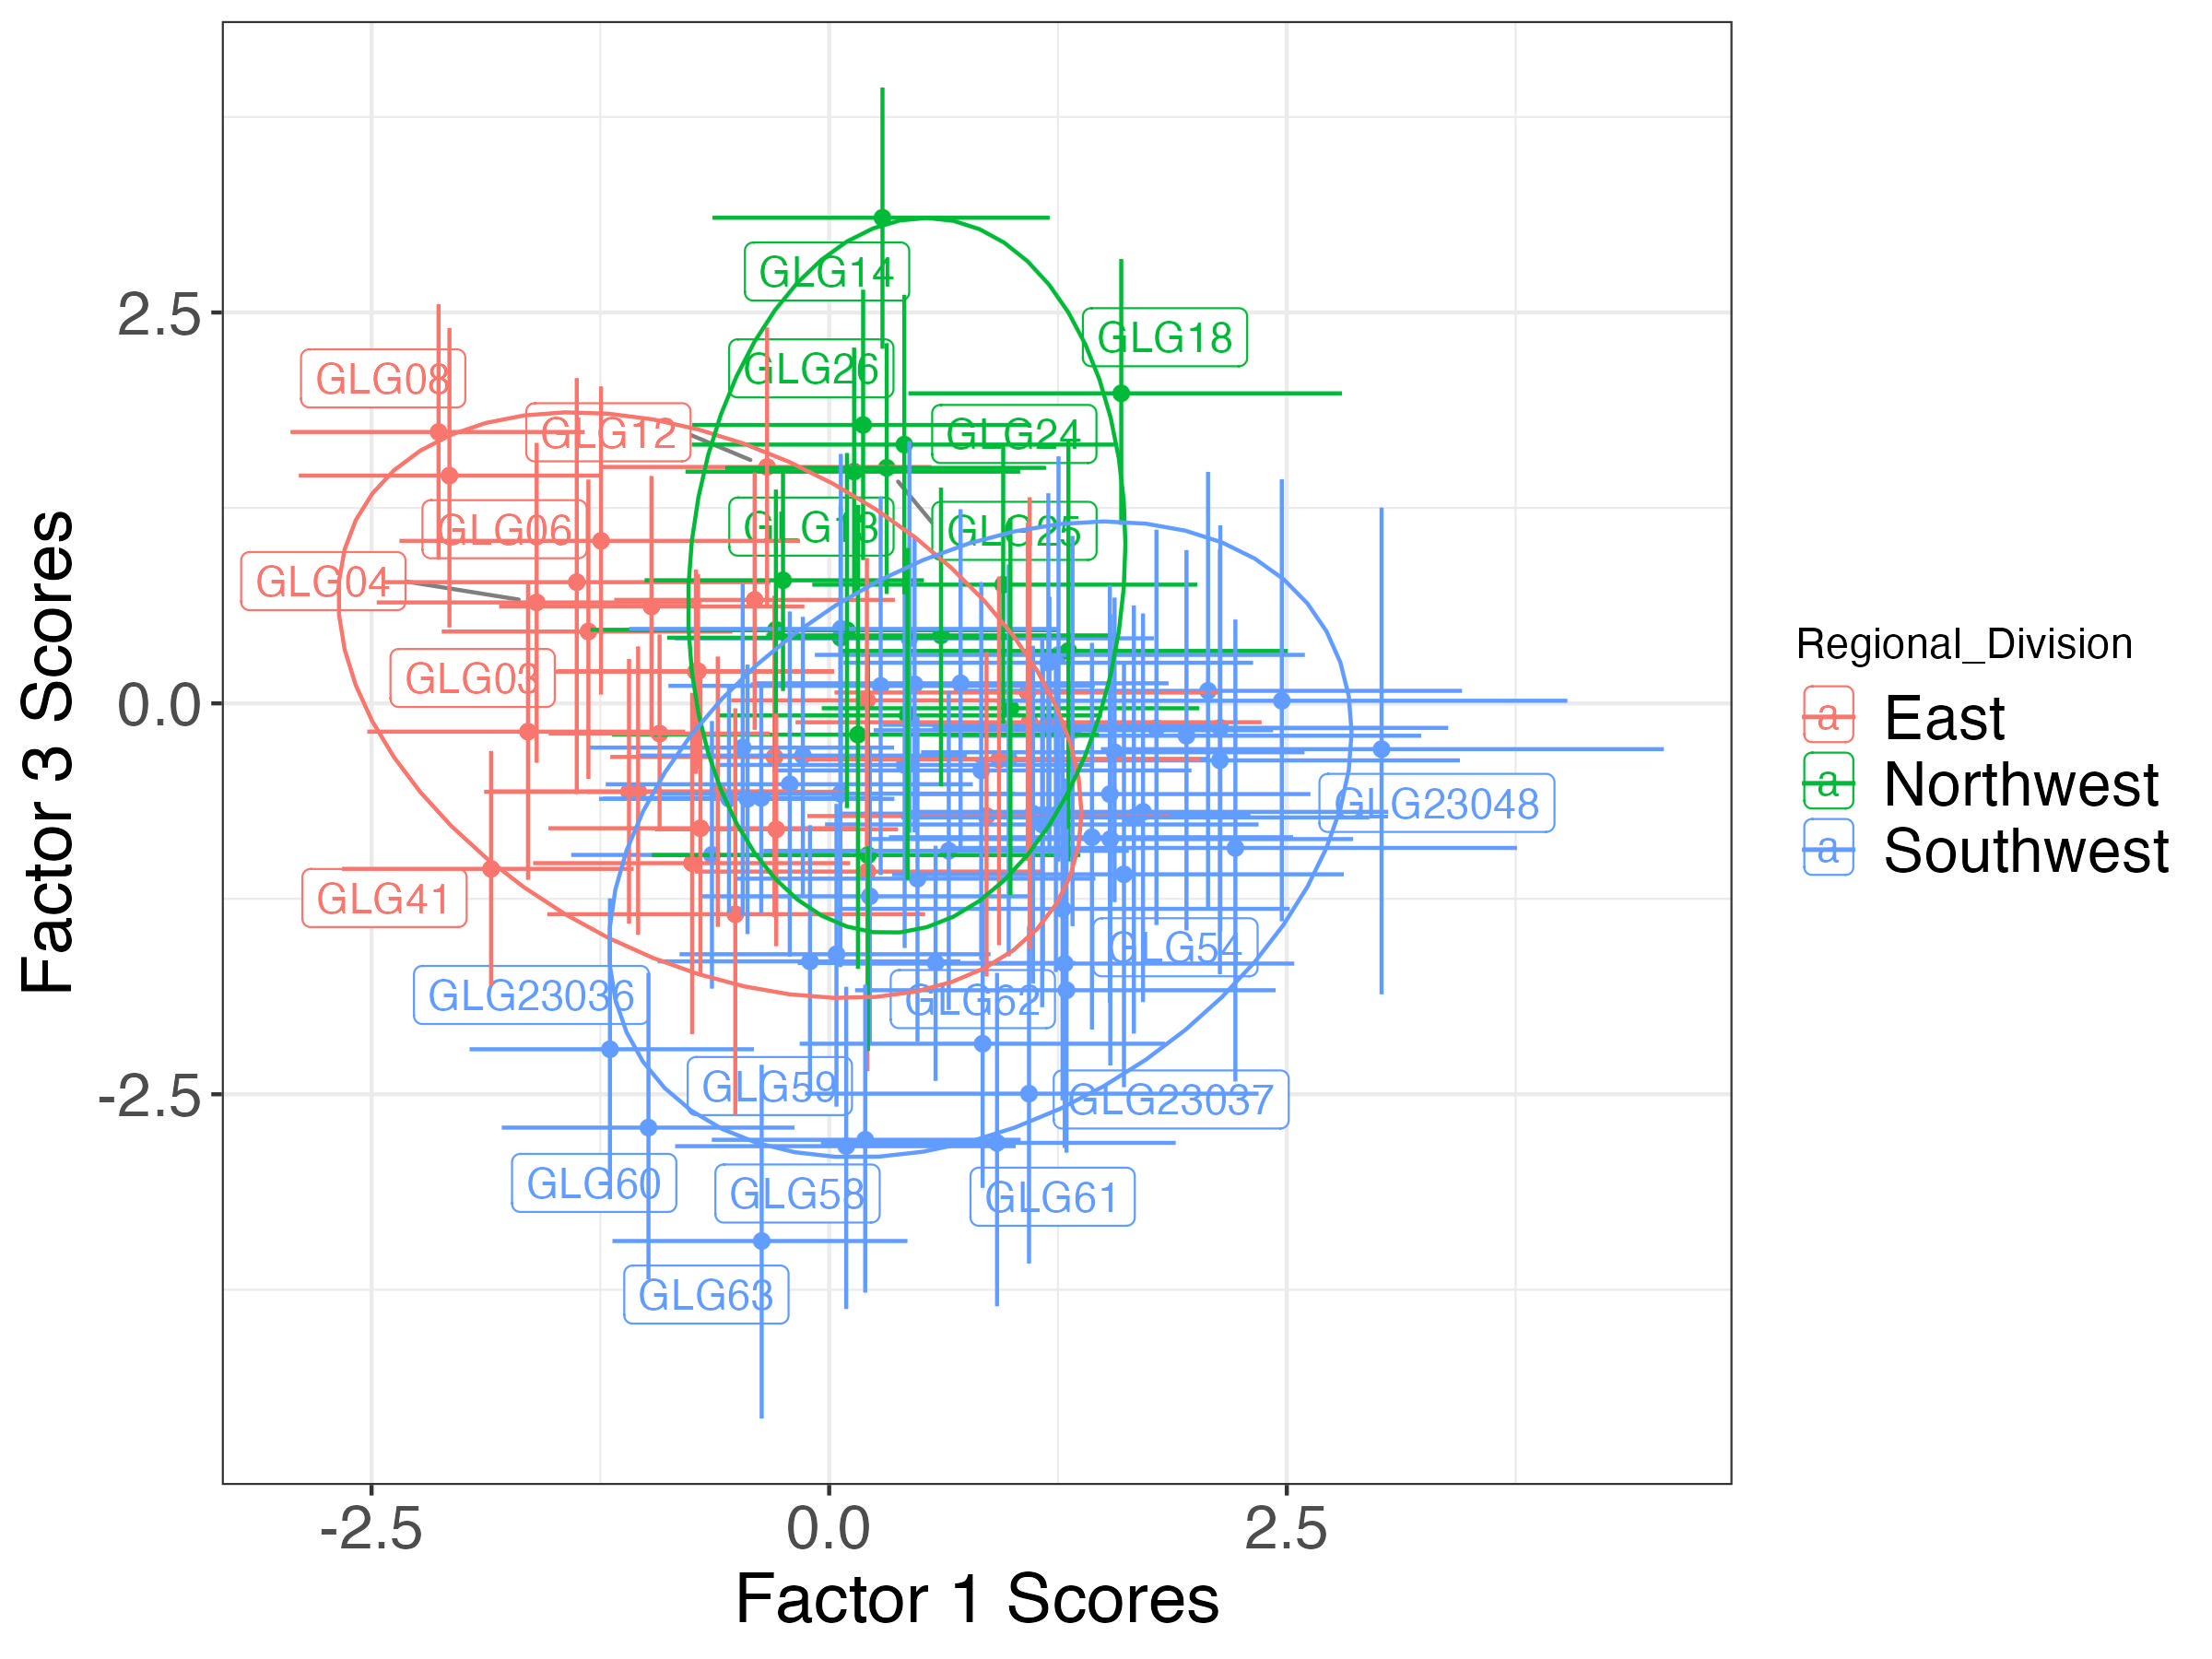 GLG14
GLG18
2.5
GLG26
GLG08
GLG12
GLG24
GLG06
GLG13
GLG25
GLG04
GLG03
0.0
Factor 3 Scores
GLG23048
GLG41
GLG54
GLG23036
GLG62
GLG59
GLG23037
-2.5
GLG60
GLG58
GLG61
GLG63
-2.5
0.0
2.5
Factor 1 Scores
Regional_Division
a East
a Northwest
a Southwest